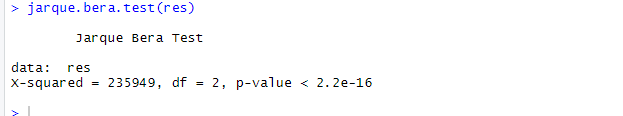 > jarque.bera.test(res)
Jarque Bera Test
data:  res
X-squared = 235949, df = 2, p-value < 2.2e-16
>